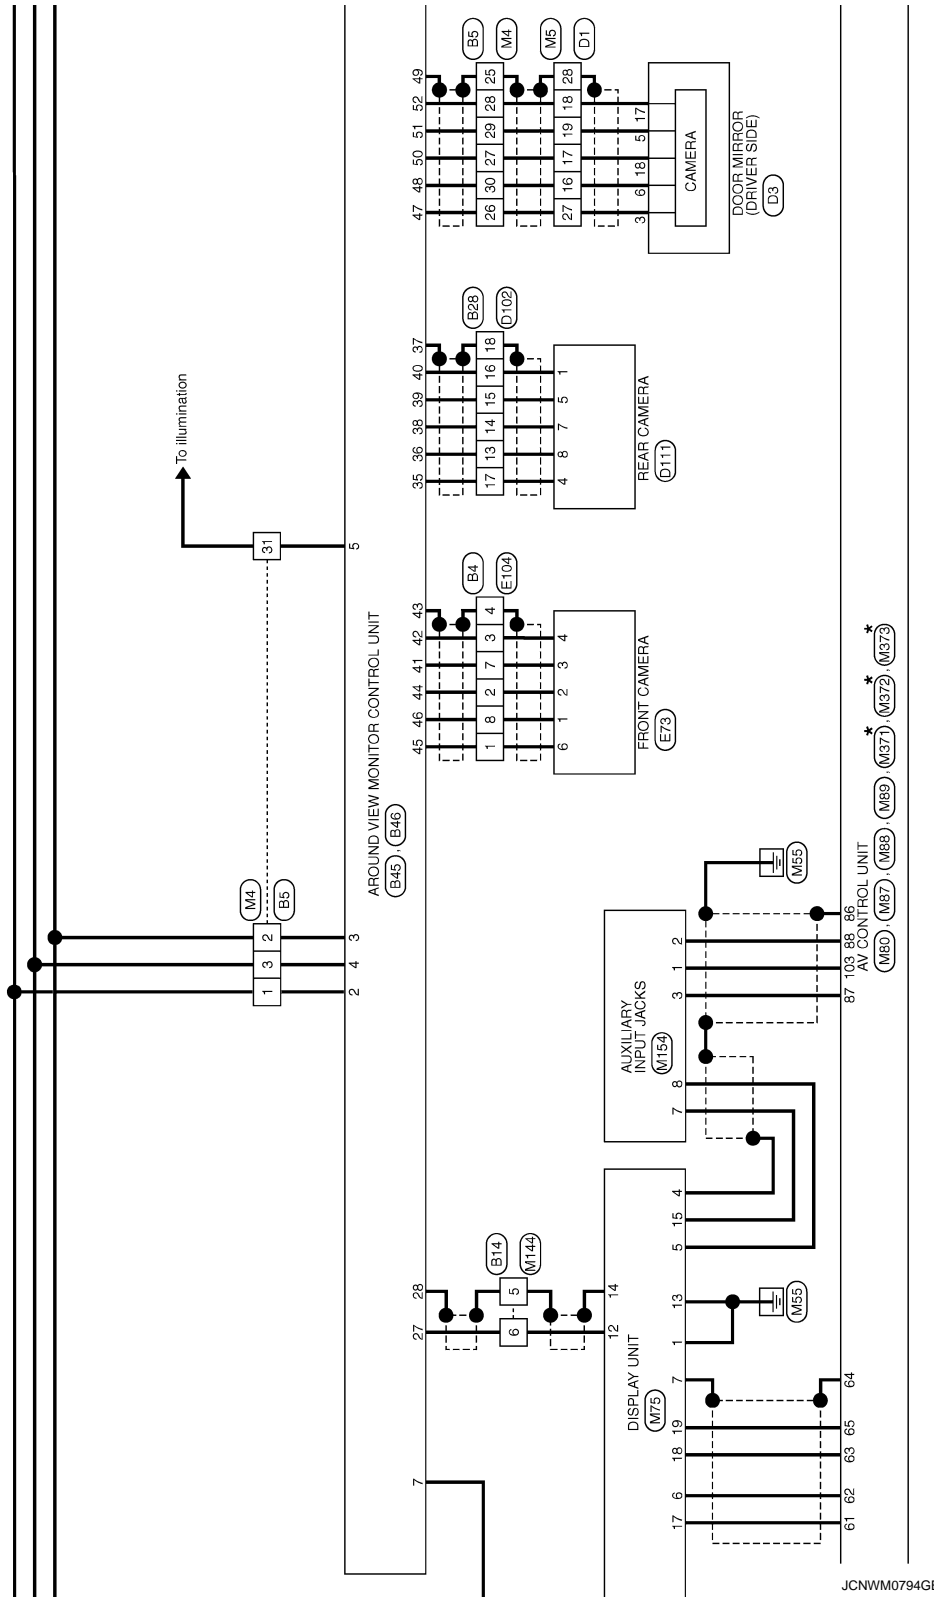 49 52 51 50 48 47
B5 M4 M5 D1
25 28 29 27 30 26
28 18 19 17 16 27
17 5 18 6 3
CAMERA
DOOR MIRROR
(DRIVER SIDE)
D3
37 40 39 38 36 35
B28 D102
18 16 15 14 13 17
1 5 7 8 4
REAR CAMERA
D111
To illumination
31
5
43 42 41 44 46 45
B4 E104
4 3 7 2 8 1
4 3 2 1 6
FRONT CAMERA
E73
AROUND VIEW MONITOR CONTROL UNIT
B45 , B46
M4 B5
2 3 1
3 4 2
AUXILIARY
INPUT JACKS
M154
2 1 3 8 7
M55
86 88 103 87
AV CONTROL UNIT
M80 , M87 , M88 , M89 , M371 * , M372 * , M373 *
28 27
B14 M144
5 6
14 12
DISPLAY UNIT
M75
4 15 5 13 1 7 19 18 6 17
M55
64 65 63 62 61
7
JCNWM0794GE